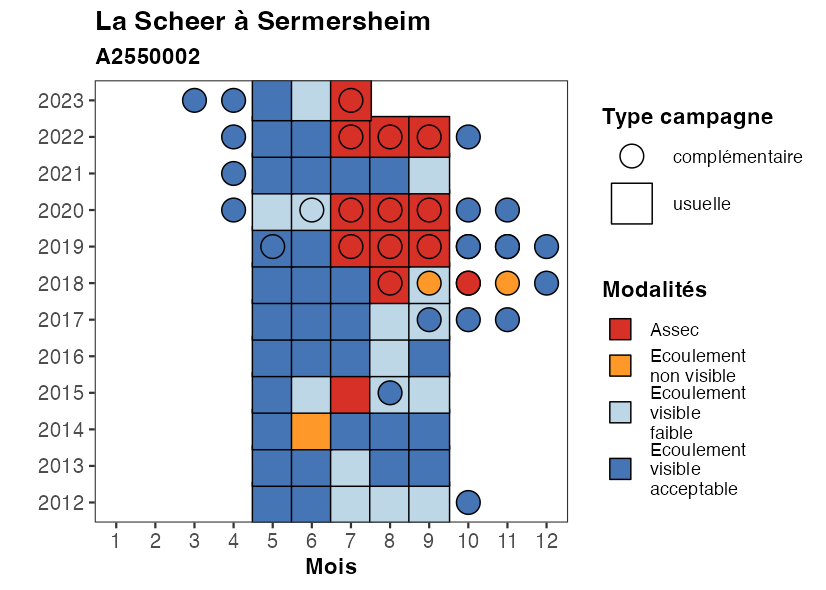 La Scheer à Sermersheim
A2550002
2023
2022
2021
2020
2019
2018
2017
2016
2015
2014
2013
2012
1 2 3 4 5 6 7 8 9 10 11 12
Mois
Type campagne
complémentaire
usuelle
Modalités
Assec
Ecoulement
non visible
Ecoulement
visible
faible
Ecoulement
visible
acceptable